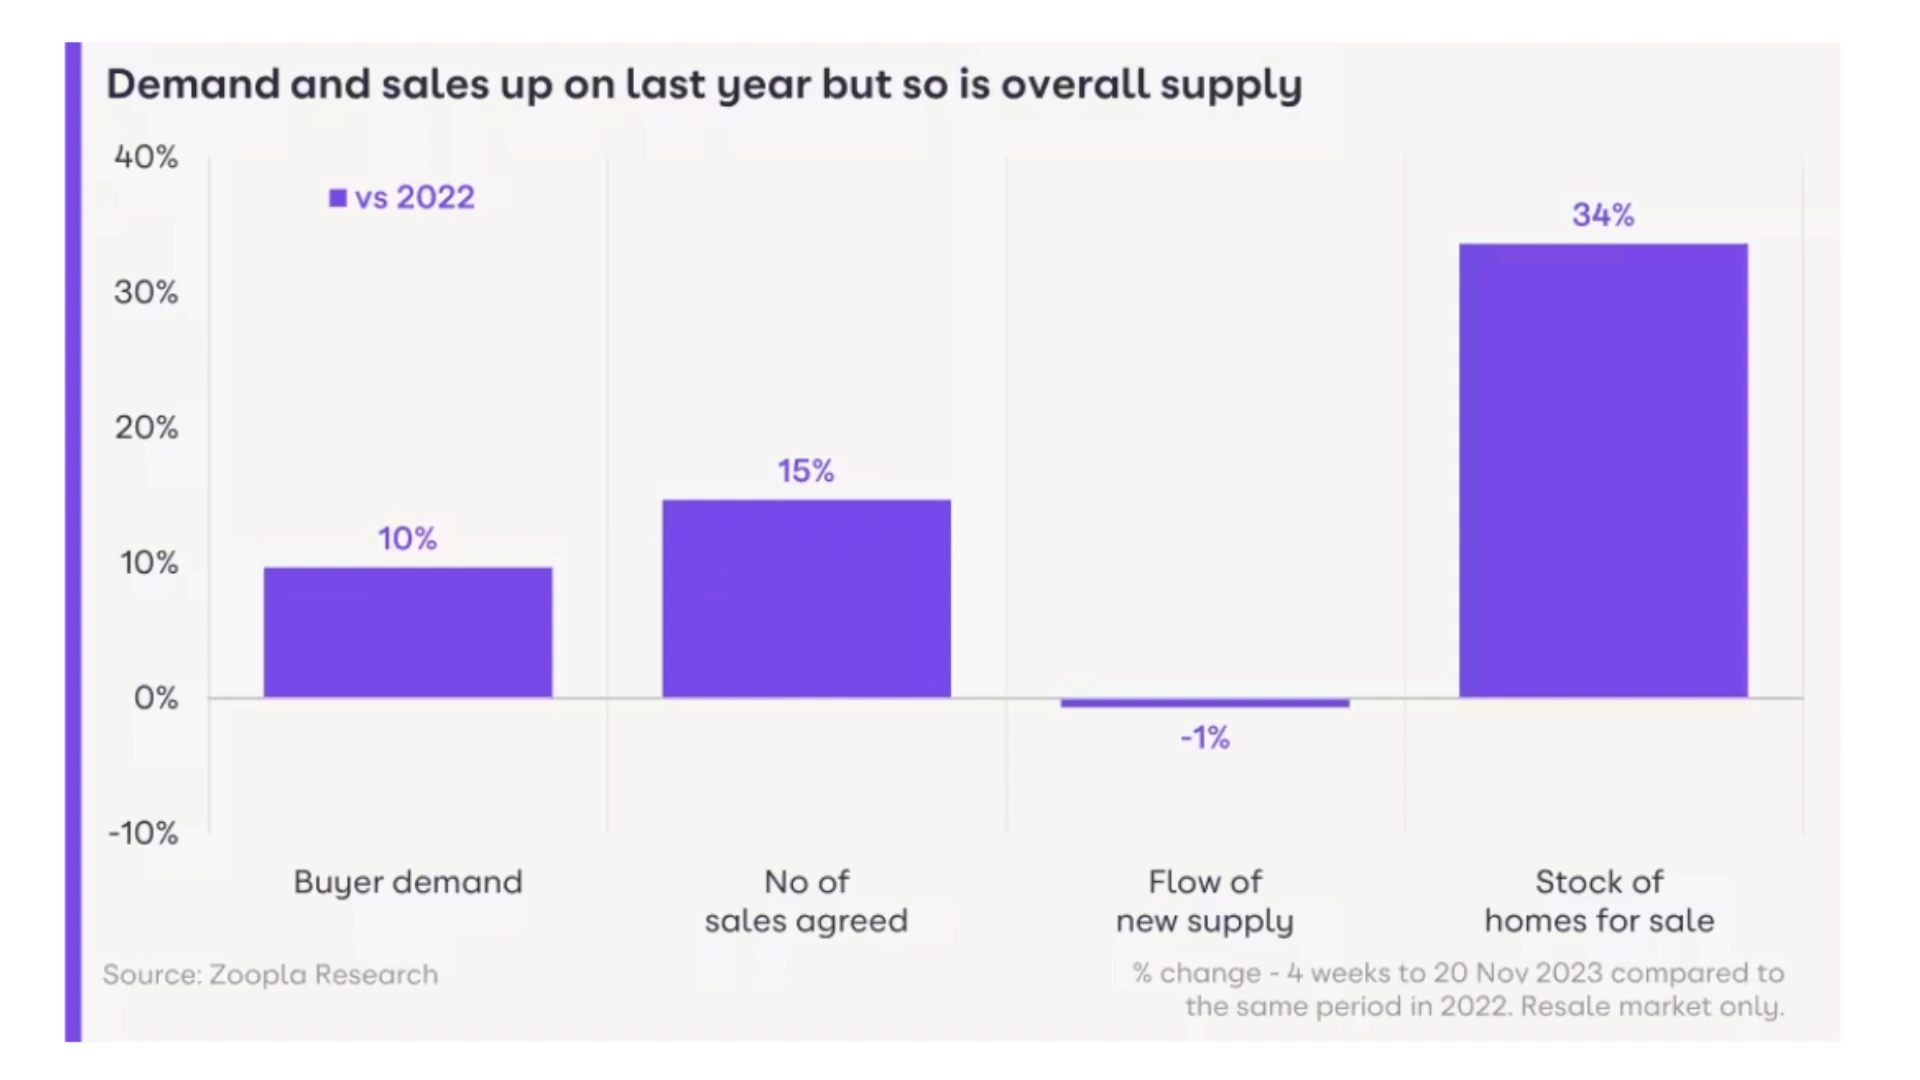 Demand and sales up on last year but so is overall supply
40%
vs 2022
34%
30%
20%
15%
10%
10%
0%
-1%
-10%
Buyer demand
No of
sales agreed
Flow of
new supply
Stock of
homes for sale
Source: Zoopla Research
% change - 4 weeks to 20 Nov 2023 compared to
the same period in 2022. Resale market only.